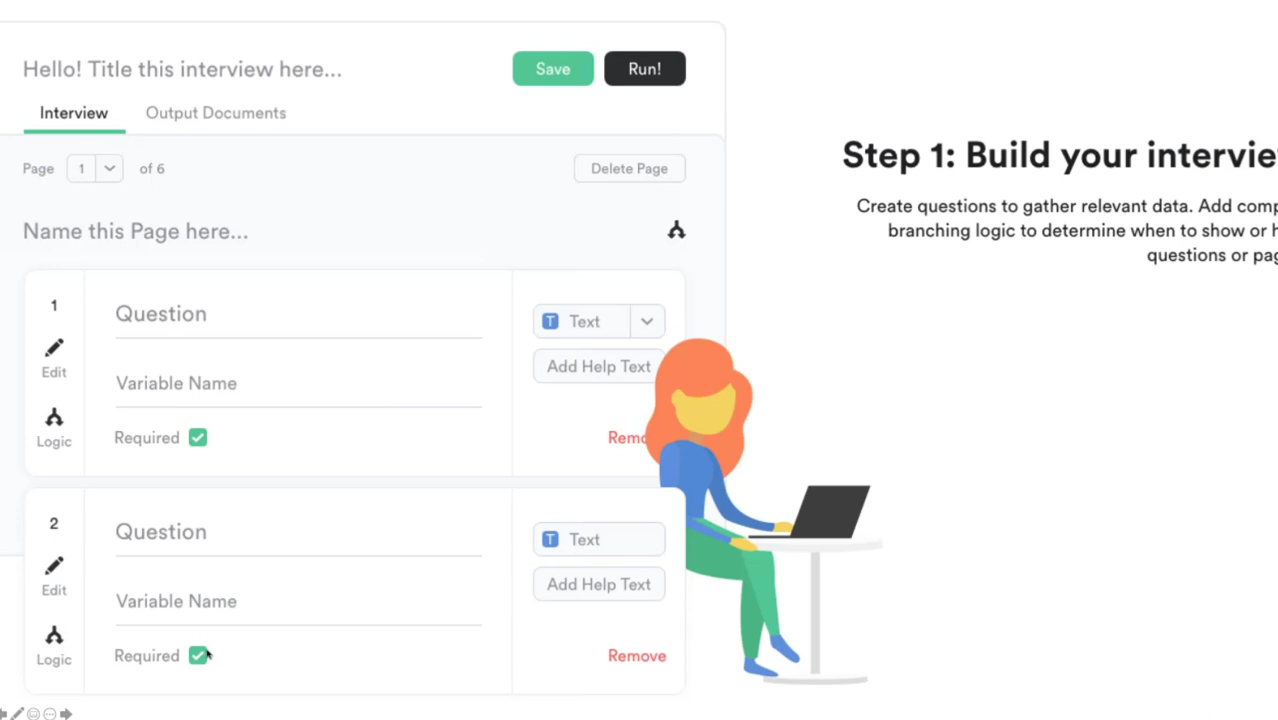 Hello! Title this interview here...
Save
Run!
Interview
Output Documents
Page
1
of 6
Delete Page
Step 1: Build your
Create questions to gather relevant data. Add
branching logic to determine when to show or
questions or
Name this Page here...
1
Question
T Text
Edit
Add Help Text
Variable Name
Logic
Required
2
Question
T Text
Edit
Add Help Text
Variable Name
Logic
Required
Remove